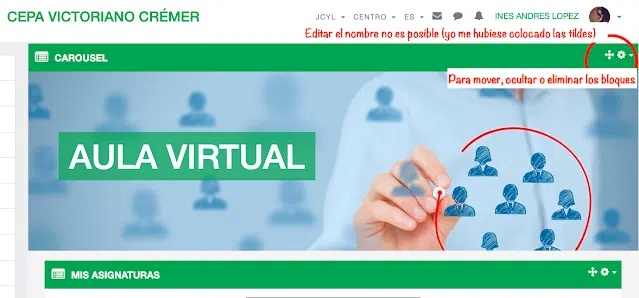 CEPA VICTORIANO CRÉMER
JCYL CENTRO ES INES ANDRES LOPEZ
Editar el nombre no es posible (yo me hubiese colocado las tildes)
CAROUSEL
Para mover, ocultar o eliminar los bloques
AULA VIRTUAL
MIS ASIGNATURAS